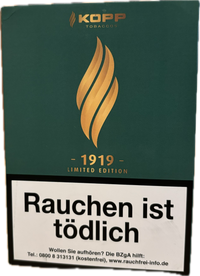 KOPP
TOBACCOS
- 1919 -
LIMITED EDITION
Rauchen ist
tödlich
Wollen Sie aufhören? Die BZgA hilft:
Tel.: 0800 8 313131 (kostenfrei), www.rauchfrei-info.de